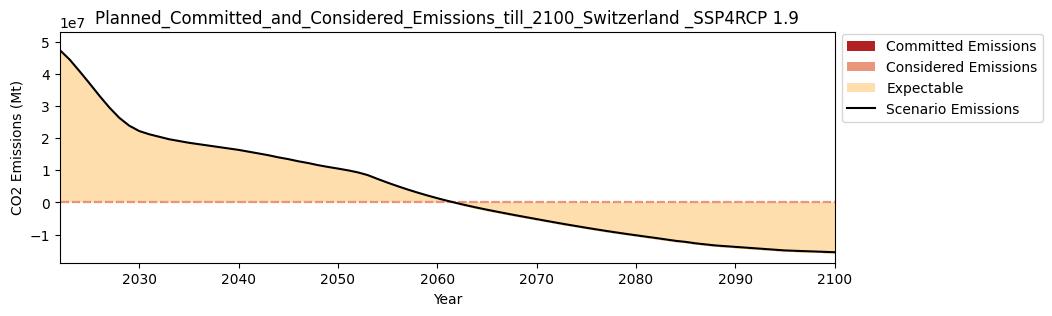 Planned_Committed_and_Considered_Emissions_till_2100_Switzerland _SSP4RCP 1.9
1e7
5
4
3
2
1
0
−1
CO2 Emissions (Mt)
2030 2040 2050 2060 2070 2080 2090 2100
Year
Committed Emissions
Considered Emissions
Expectable
Scenario Emissions